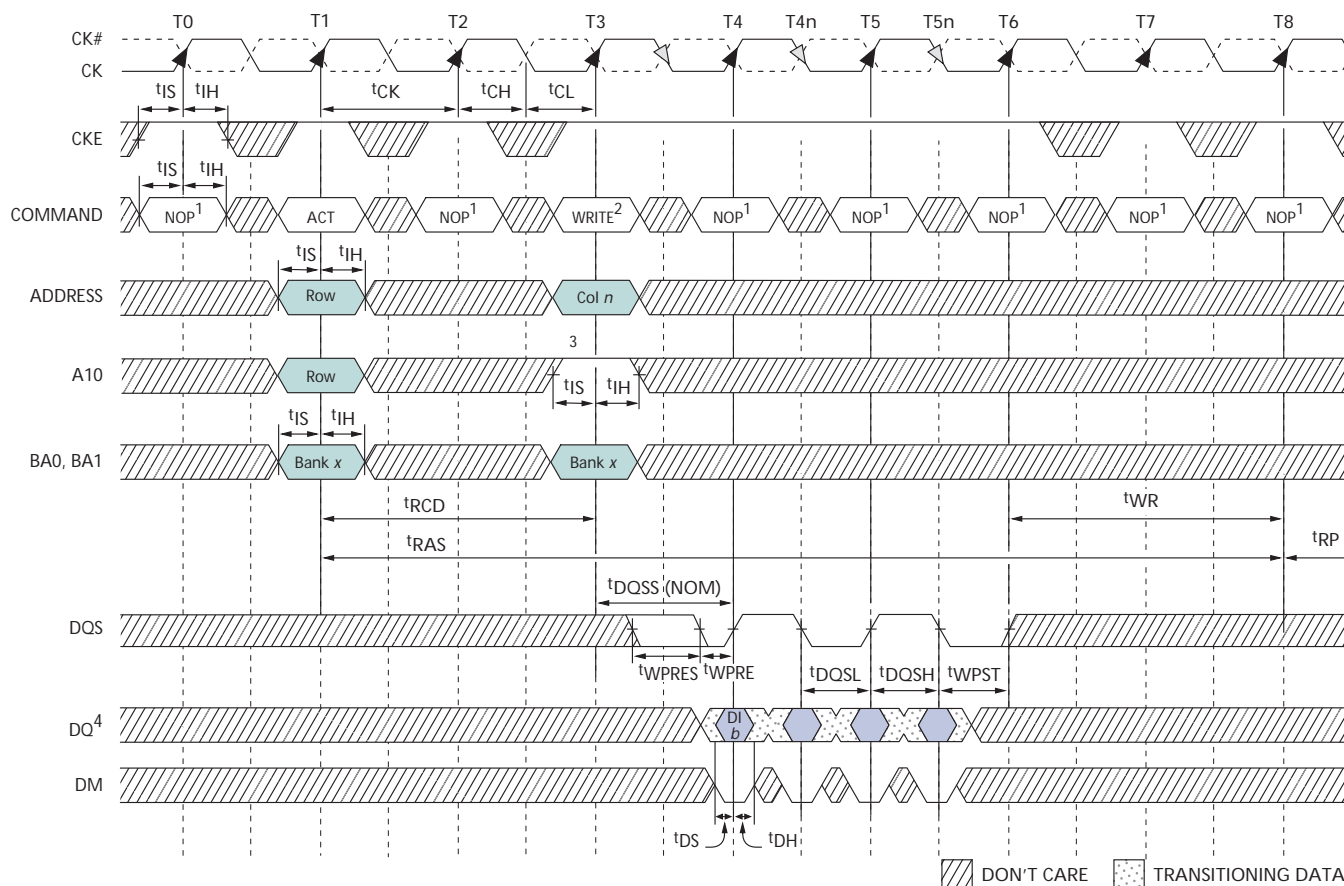 T0 T1 T2 T3 T4 T4n T5 T5n T6 T7 T8
CK#
CK
tIS tIH tCK tCH tCL
CKE
tIS tIH
COMMAND NOP1 ACT NOP1 WRITE2 NOP1 NOP1 NOP1 NOP1 NOP1
tIS tIH
ADDRESS Row Col n
3
A10 Row
tIS tIH
tIS tIH
BA0, BA1 Bank x Bank x
tRCD tWR
tRAS tRP
tDQSS (NOM)
DQS
tWPRES tWPRE tDQSL tDQSH tWPST
DQ4 DI
b
DM
tDS tDH
DON'T CARE TRANSITIONING DATA